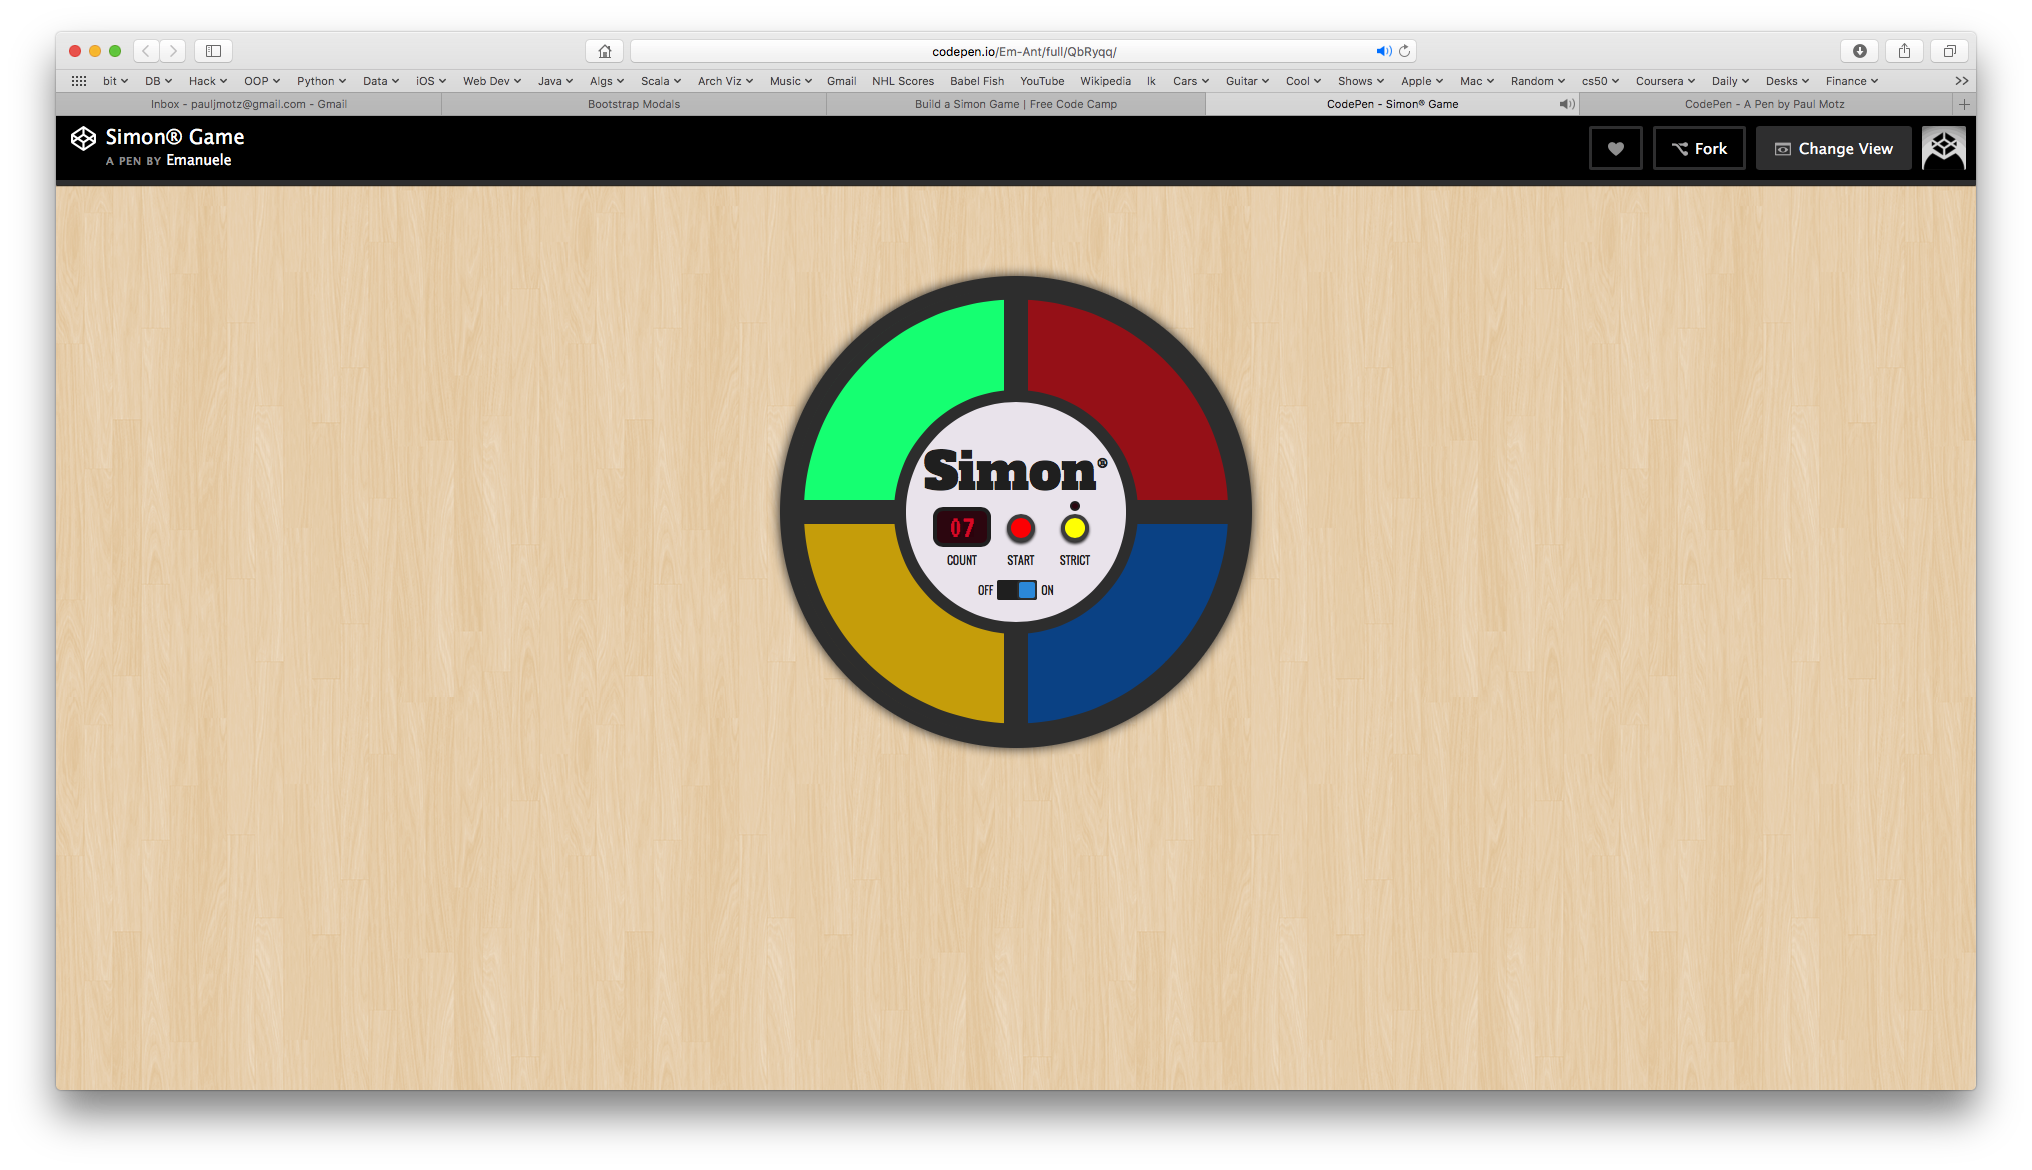 codepen.io/Em-Ant/full/QbRyqq/
bit DB Hack OOP Python Data iOS Web Dev Java Algs Scala Arch Viz Music Gmail NHL Scores Babel Fish YouTube Wikipedia lk Cars Guitar Cool Shows Apple Mac Random cs50 Coursera Daily Desks Finance
Inbox - pauljmotz@gmail.com - Gmail Bootstrap Modals Build a Simon Game | Free Code Camp CodePen - Simon® Game CodePen - A Pen by Paul Motz
Simon® Game
A PEN BY Emanuele
Fork Change View
Simon®
07
COUNT START STRICT
OFF ON